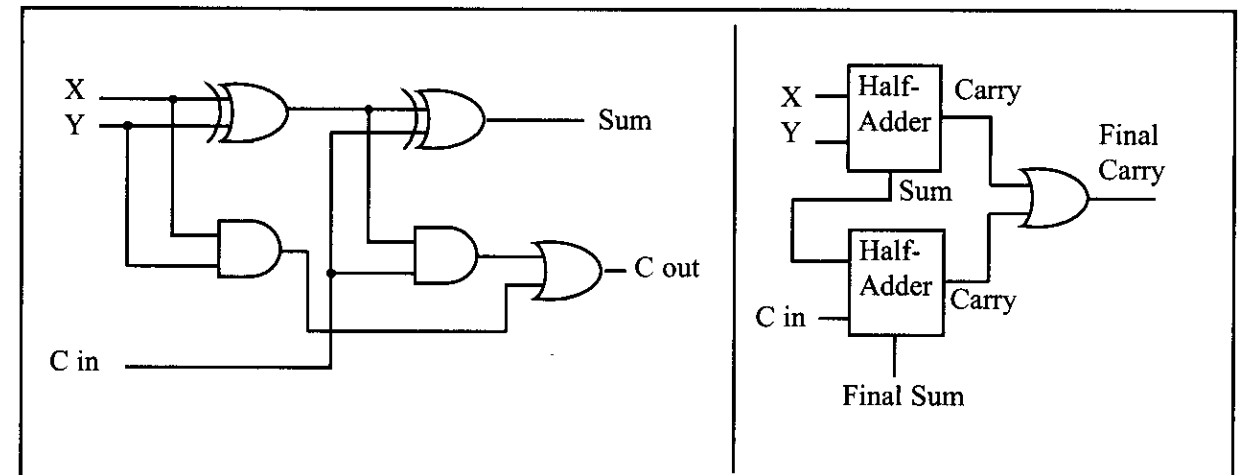 X
Y
Sum
C out
C in
X
Y
Half-
Adder
Carry
Sum
Final
Carry
Half-
Adder
Carry
C in
Final Sum